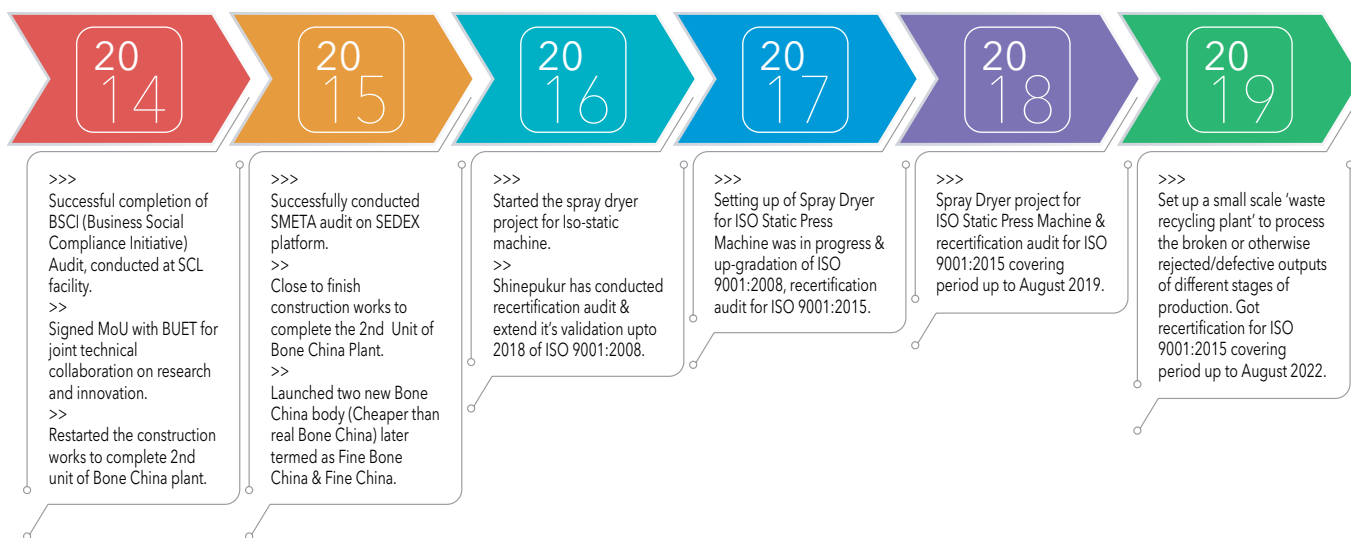 20
14
20
15
20
16
20
17
20
18
20
19
>>>
Successful completion of
BSCI (Business Social
Compliance Initiative)
Audit, conducted at SCL
facility.
>>
Signed MoU with BUET for
joint technical
collaboration on research
and innovation.
>>
Restarted the construction
works to complete 2nd
unit of Bone China plant.
>>>
Successfully conducted
SMETA audit on SEDEX
platform.
>>
Close to finish
construction works to
complete the 2nd Unit of
Bone China Plant.
>>
Launched two new Bone
China body (Cheaper than
real Bone China) later
termed as Fine Bone
China & Fine China.
>>>
Started the spray dryer
project for Iso-static
machine.
>>
Shinepukur has conducted
recertification audit &
extend it's validation upto
2018 of ISO 9001:2008.
>>>
Setting up of Spray Dryer
for ISO Static Press
Machine was in progress &
up-gradation of ISO
9001:2008, recertification
audit for ISO 9001:2015.
>>>
Spray Dryer project for
ISO Static Press Machine &
recertification audit for ISO
9001:2015 covering
period up to August 2019.
>>>
Set up a small scale 'waste
recycling plant' to process
the broken or otherwise
rejected/defective outputs
of different stages of
production. Got
recertification for ISO
9001:2015 covering
period up to August 2022.